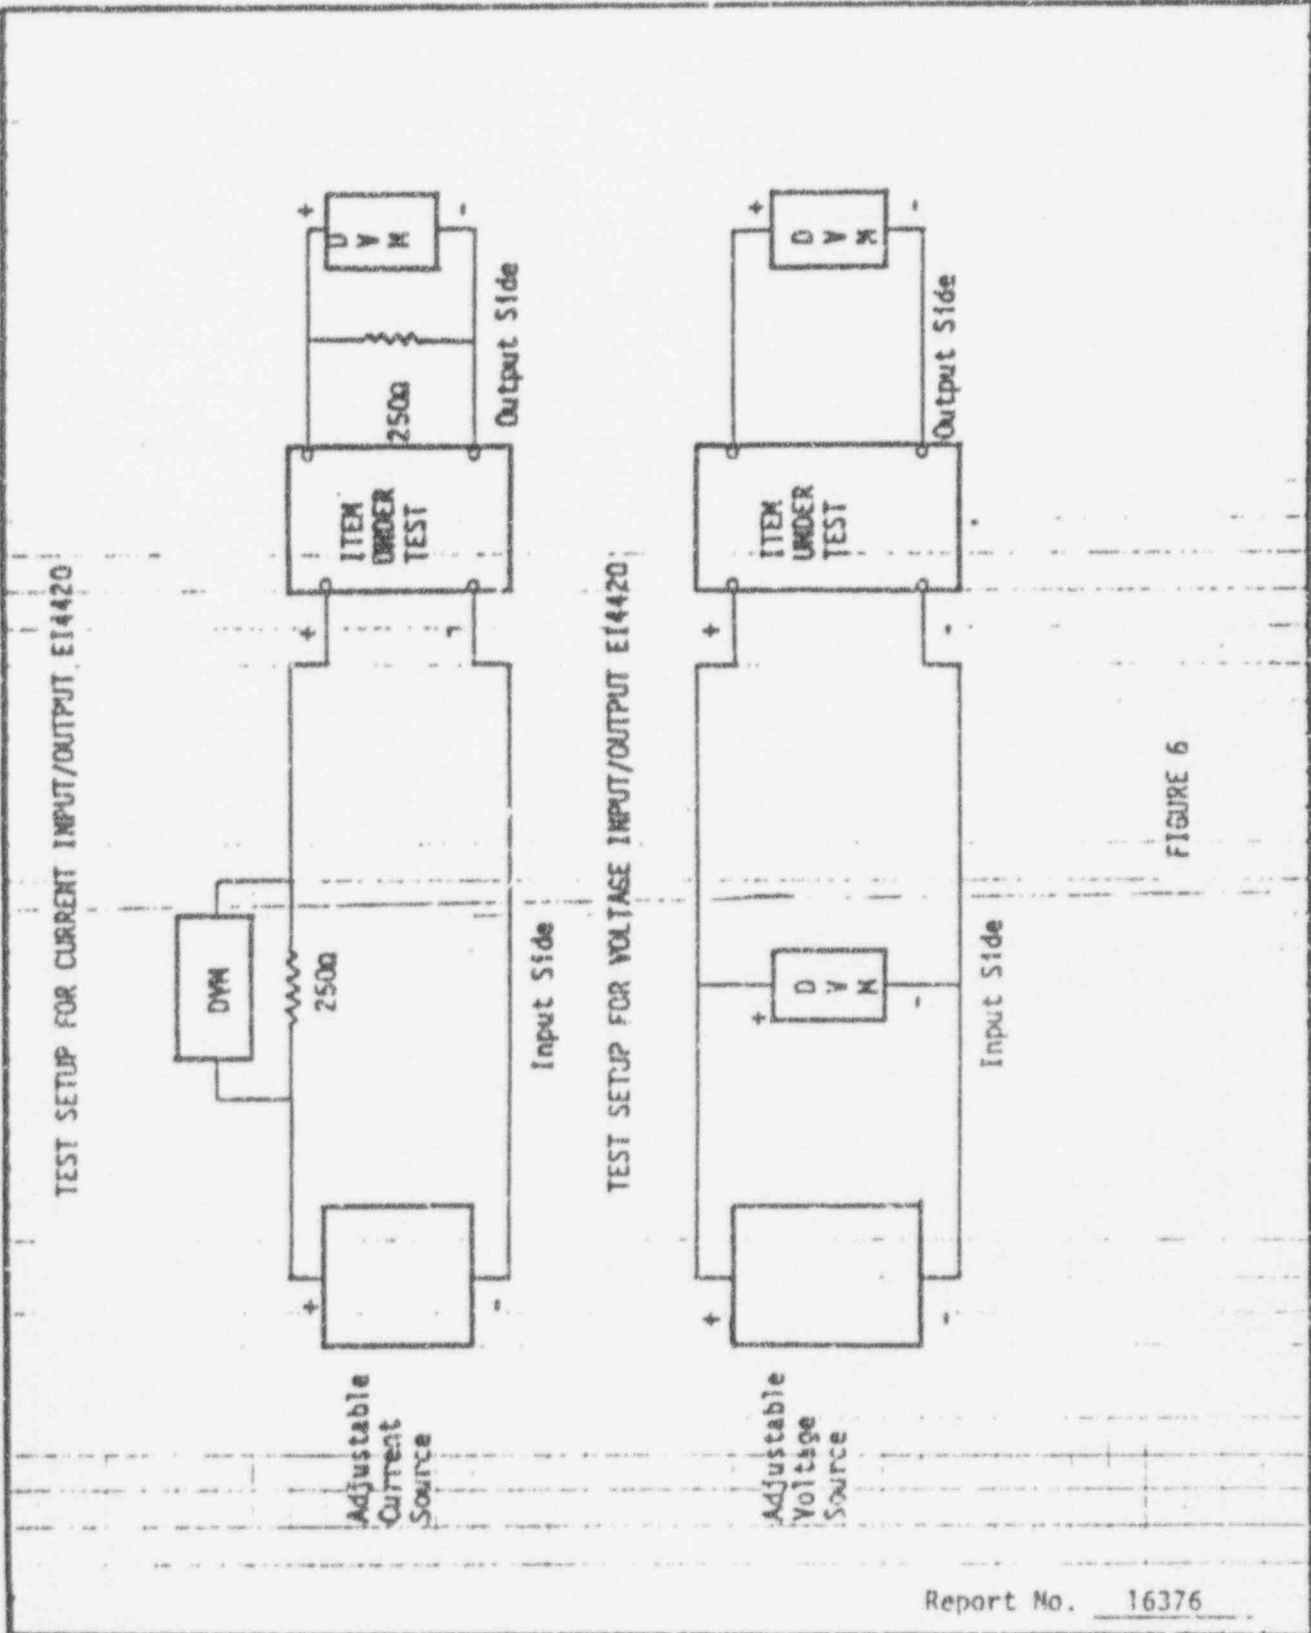 TEST SETUP FOR CURRENT INPUT/OUTPUT EI4420
DVM
250Ω
+
-
Adjustable
Current
Source
Input Side
+
-
ITEM
UNDER
TEST
250Ω
+
D
V
M
-
Output Side
TEST SETUP FOR VOLTAGE INPUT/OUTPUT EI4420
+
-
Adjustable
Voltage
Source
+
D
V
M
-
Input Side
+
-
ITEM
UNDER
TEST
+
D
V
M
-
Output Side
FIGURE 6
Report No. 16376